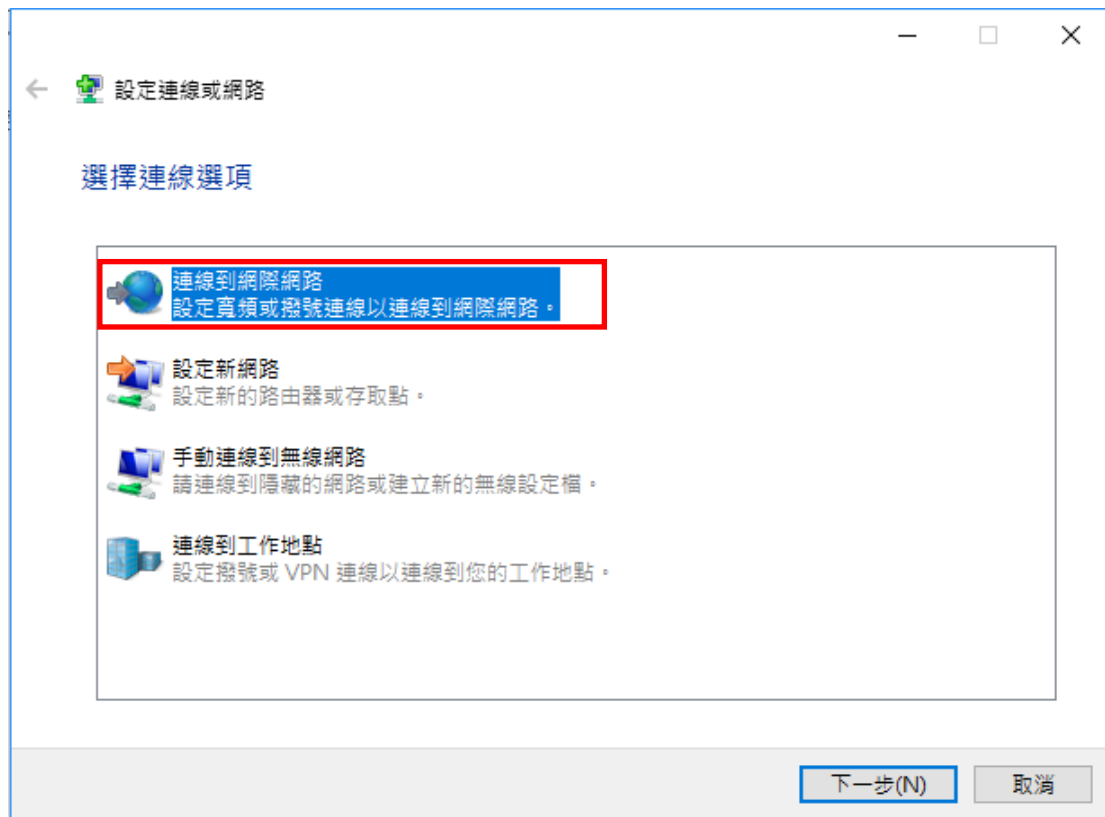 設定連線或網路
選擇連線選項
連線到網際網路
設定寬頻或撥號連線以連線到網際網路。
設定新網路
設定新的路由器或存取點。
手動連線到無線網路
請連線到隱藏的網路或建立新的無線設定檔。
連線到工作地點
設定撥號或 VPN 連線以連線到您的工作地點。
下一步(N)
取消